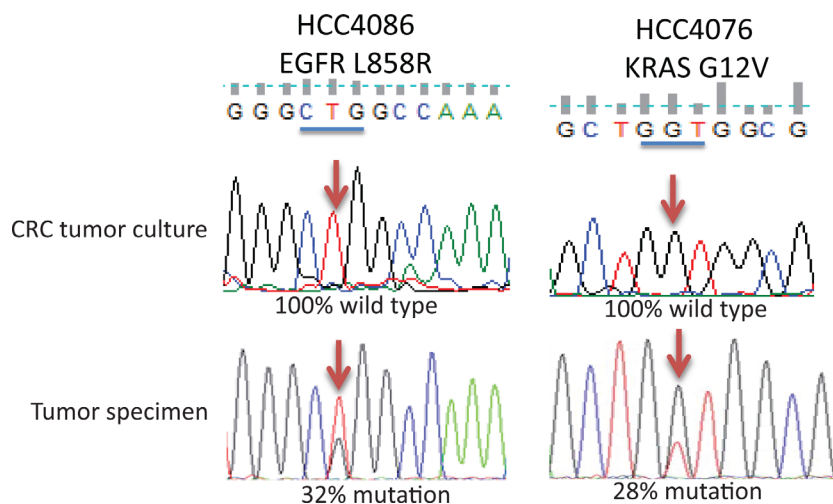 HCC4086
EGFR L858R
G G G C T G G C C A A A
HCC4076
KRAS G12V
G C T G G T G G C G
CRC tumor culture
100% wild type
100% wild type
Tumor specimen
32% mutation
28% mutation